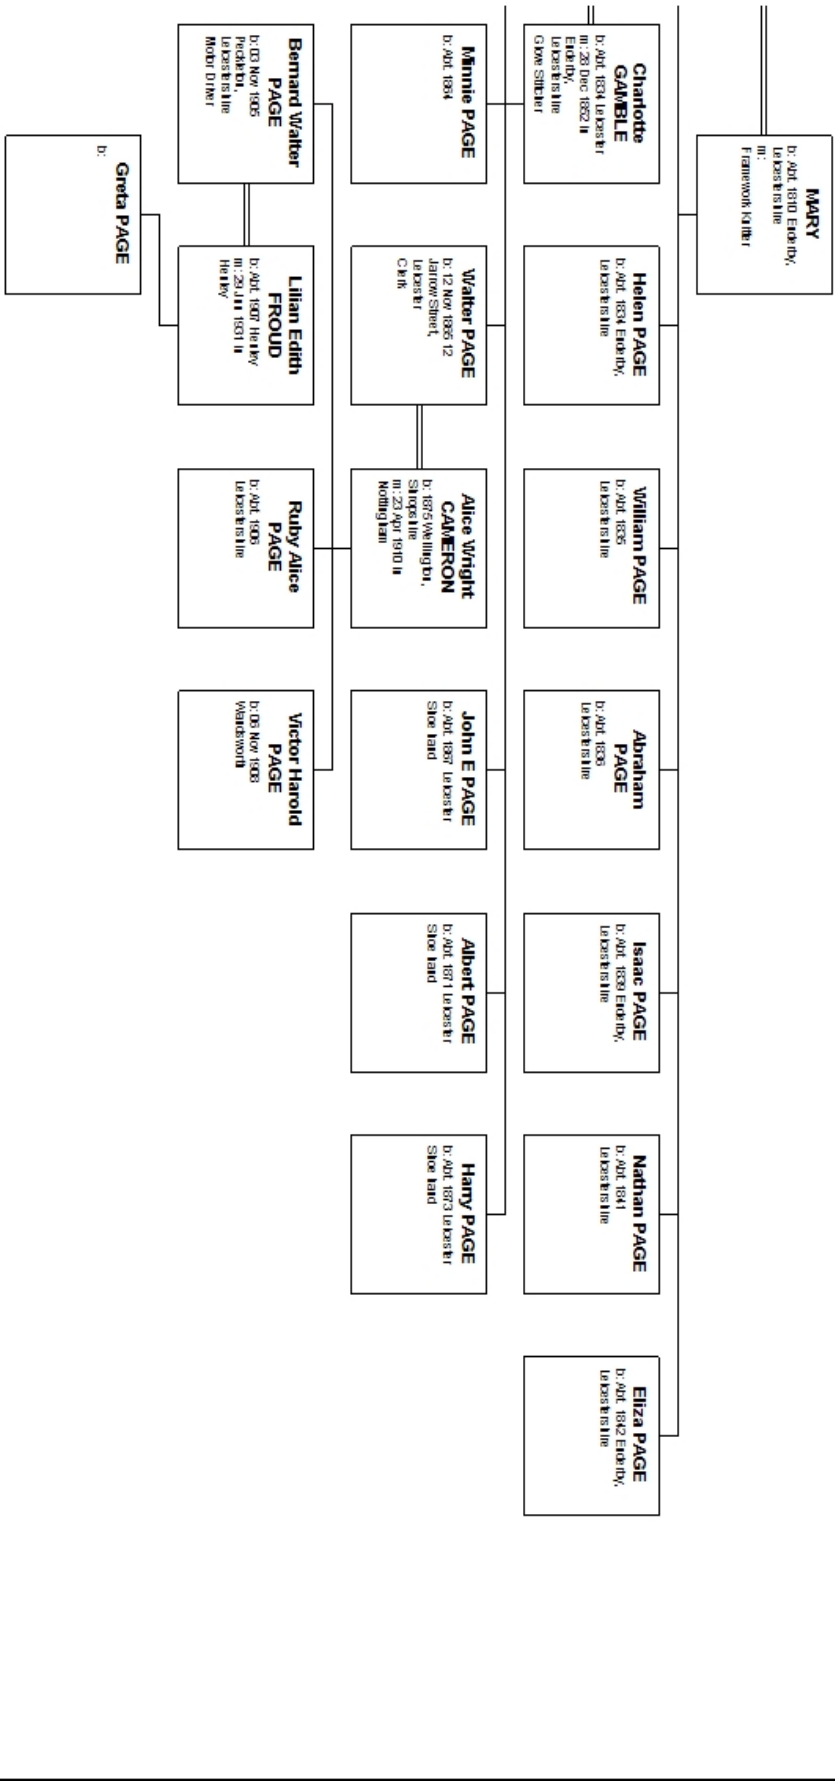 MARY
b: Abt. 1810 Enderby,
Leicestershire
m:
Framework Knitter
Charlotte
GAMBLE
b: Abt. 1834 Leicester
m: 28 Dec 1852 in
Enderby,
Leicestershire
Glove Stitcher
Helen PAGE
b: Abt. 1834 Enderby,
Leicestershire
William PAGE
b: Abt. 1835
Leicestershire
Abraham
PAGE
b: Abt. 1836
Leicestershire
Isaac PAGE
b: Abt. 1839 Enderby,
Leicestershire
Nathan PAGE
b: Abt. 1841
Leicestershire
Eliza PAGE
b: Abt. 1842 Enderby,
Leicestershire
Minnie PAGE
b: Abt. 1864
Walter PAGE
b: 12 Nov 1865 12
Jarrow Street,
Leicester
Clerk
Alice Wright
CAMERON
b: 1875 Wellington,
Shropshire
m: 23 Apr 1910 in
Nottingham
John E PAGE
b: Abt. 1867 Leicester
Shoe hand
Albert PAGE
b: Abt. 1871 Leicester
Shoe hand
Harry PAGE
b: Abt. 1873 Leicester
Shoe hand
Bernard Walter
PAGE
b: 03 Nov 1905
Peckleton,
Leicestershire
Motor Driver
Lilian Edith
FROUD
b: Abt. 1907 Henley
m: 29 Jun 1931 in
Henley
Ruby Alice
PAGE
b: Abt. 1906
Leicestershire
Victor Harold
PAGE
b: 06 Nov 1908
Wandsworth
Greta PAGE
b: